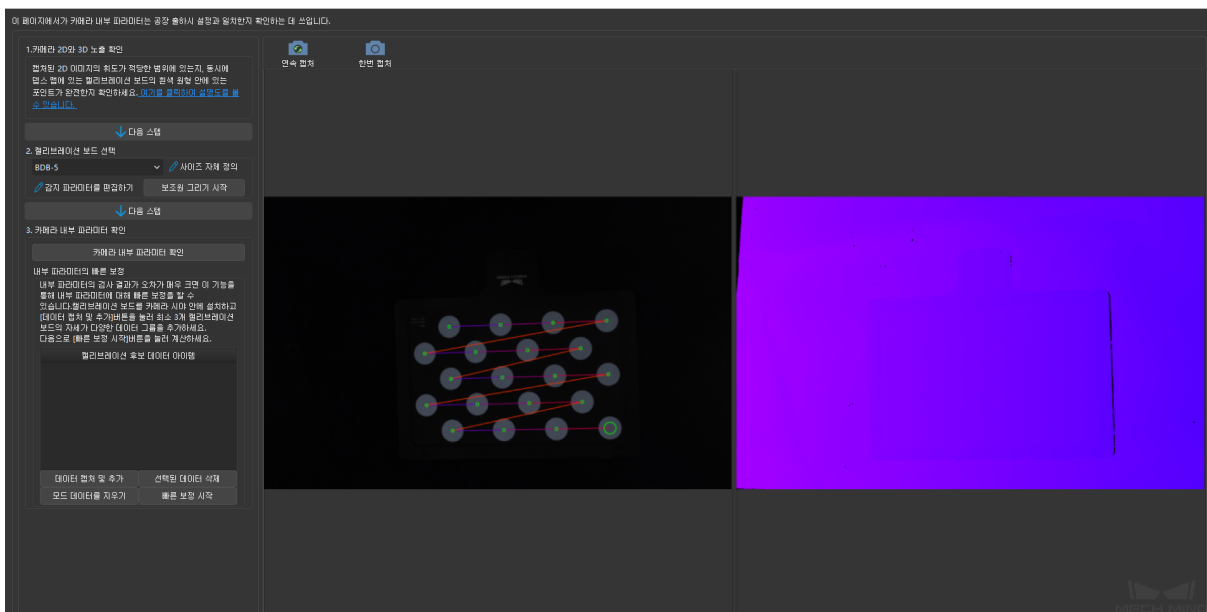 이 페이지에서가 카메라 내부 파라미터는 공장 출하시 설정과 일치한지 확인하는 데 쓰입니다.
1.카메라 2D와 3D 노출 확인
캡처된 2D 이미지의 휘도가 적당한 범위에 있는지, 동시에
뎁스 맵에 있는 캘리브레이션 보드의 흰색 원형 안에 있는
포인트가 완전한지 확인하세요. 여기를 클릭하여 설명도를 볼
수 있습니다.
다음 스텝
2. 캘리브레이션 보드 선택
BDB-5
사이즈 자체 정의
감지 파라미터를 편집하기
보조원 그리기 시작
다음 스텝
3. 카메라 내부 파라미터 확인
카메라 내부 파라미터 확인
내부 파라미터의 빠른 보정
내부 파라미터의 검사 결과가 오차가 매우 크면 이 기능을
통해 내부 파라미터에 대해 빠른 보정을 할 수
있습니다.캘리브레이션 보드를 카메라 시야 안에 설치하고
[데이터 캡처 및 추가]버튼을 눌러 최소 3개 캘리브레이션
보드의 자세가 다양한 데이터 그룹을 추가하세요.
다음으로 [빠른 보정 시작]버튼을 눌러 계산하세요.
캘리브레이션 후보 데이터 아이템
데이터 캡처 및 추가
선택된 데이터 삭제
모드 데이터를 지우기
빠른 보정 시작
연속 캡처
한번 캡처
MECH MIND